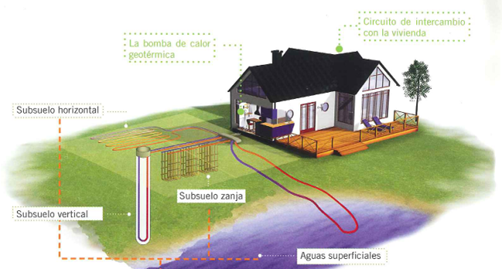 Circuito de intercambio
con la vivienda
La bomba de calor
geotérmica
Subsuelo horizontal
Subsuelo zanja
Subsuelo vertical
Aguas superficiales